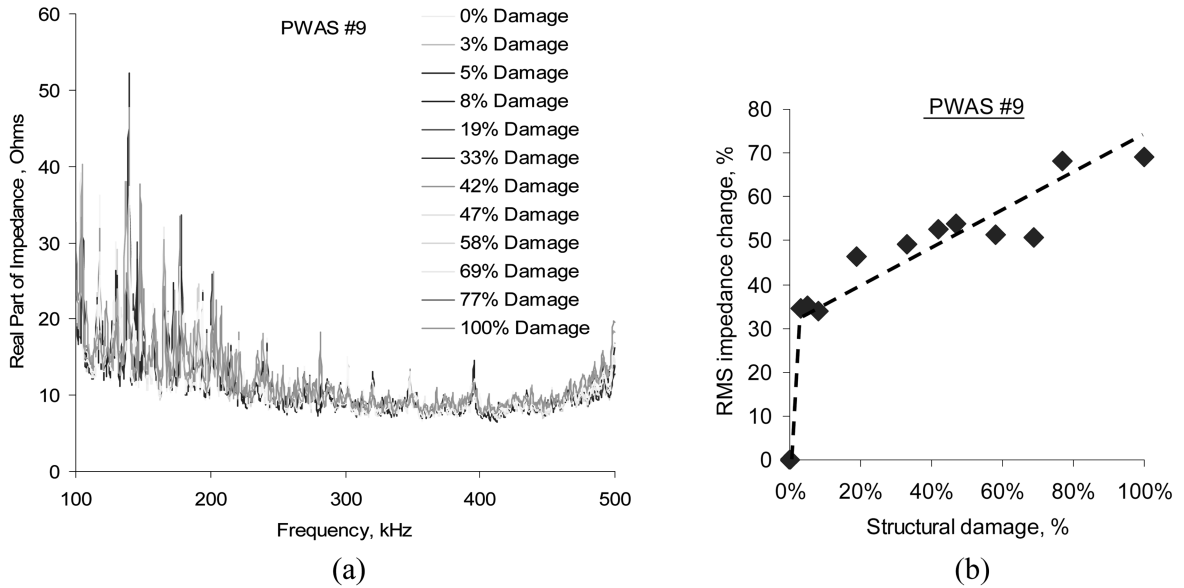 PWAS #9
60
50
40
30
20
10
0
Real Part of Impedance , Ohms
100
200
300
400
500
Frequency, kHz
0% Damage
3% Damage
5% Damage
8% Damage
19% Damage
33% Damage
42% Damage
47% Damage
58% Damage
69% Damage
77% Damage
100% Damage
(a)
PWAS #9
80
70
60
50
40
30
20
10
0
RMS impedance change, %
0%
20%
40%
60%
80%
100%
Structural damage, %
(b)